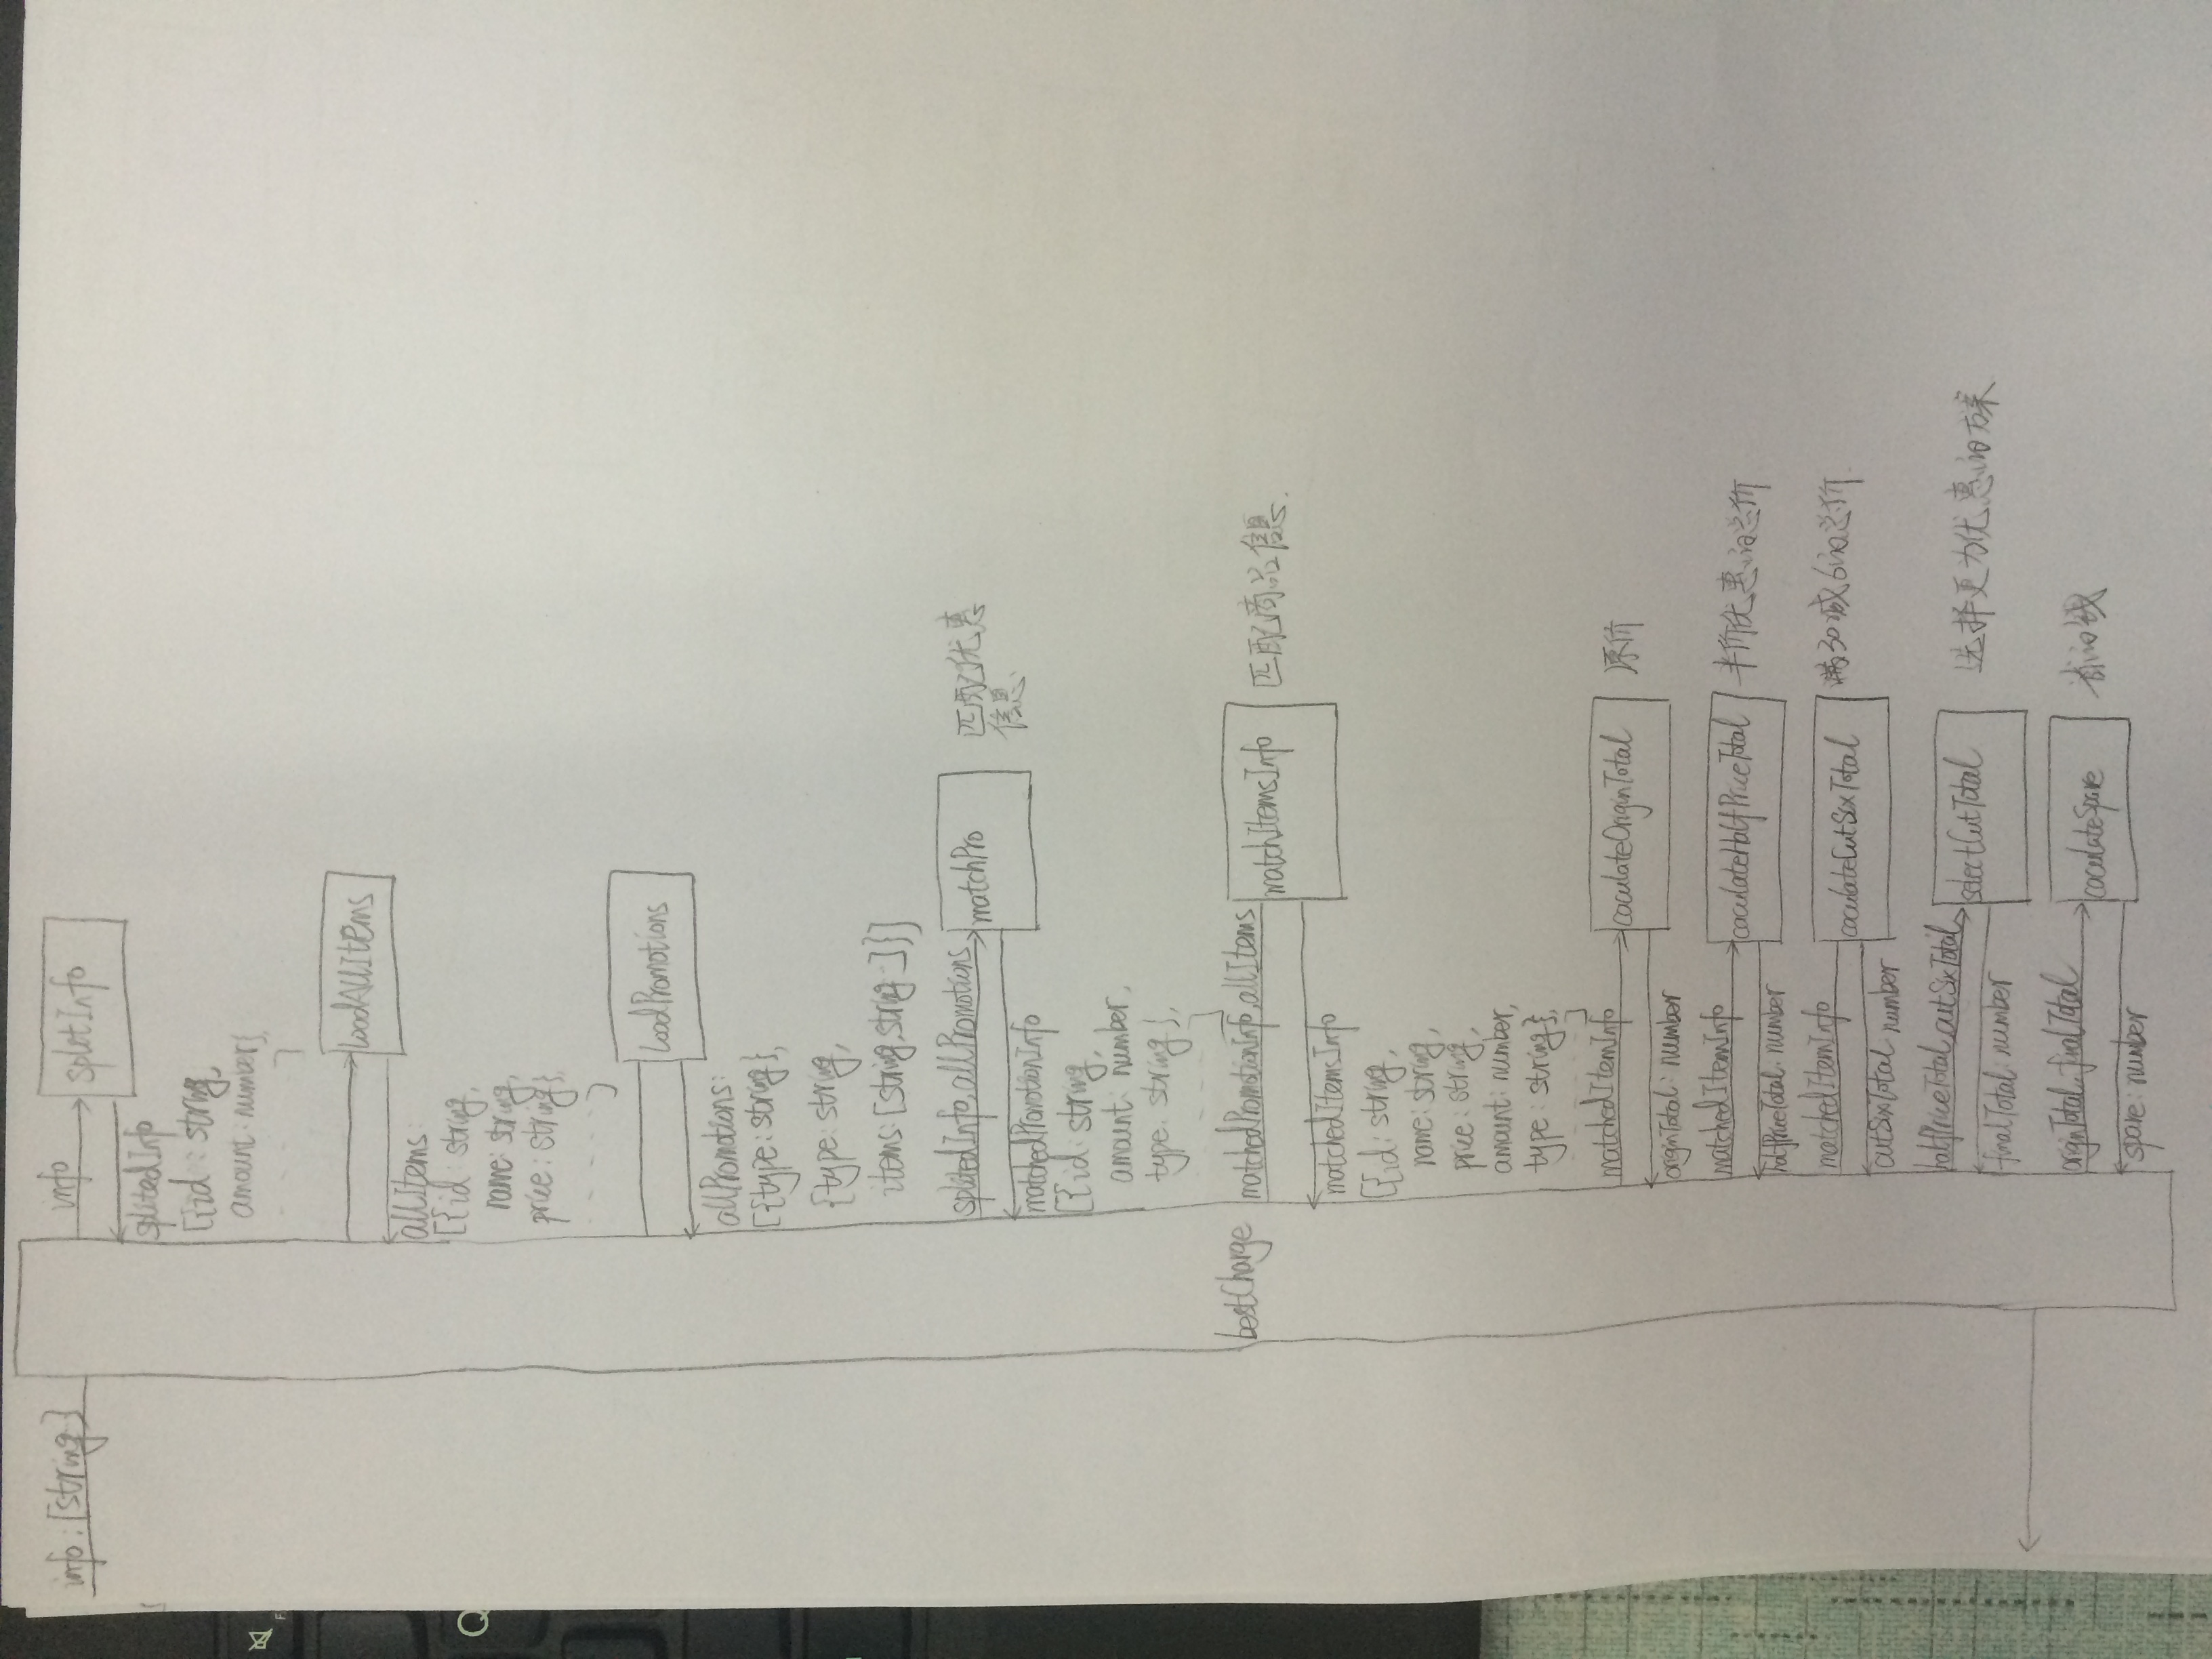 info: [string]
info
spletInfo
splitedInfo
[{id: string,
amount: number},
]
loadAllItems
allItems:
[{id: string,
name: string,
price: string},
]
loadPromotions
allPromotions:
[{type: string},
{type: string,
items: [string, string]}]
splitedInfo, allPromotions
matchPro
匹配优惠
信息
matchedPromotionInfo
[{id: string,
amount: number,
type: string},
]
bestCharge
matchedPromotionInfo, allItems
matchItemsInfo
匹配商品信息.
matchedItemsInfo
[{id: string,
name: string,
price: string,
amount: number,
type: string},
]
matchedItemInfo
caculateOriginTotal
原价
originTotal: number
matchedItemInfo
caculateHalfPriceTotal
半价优惠的总价
halfPriceTotal: number
matchedItemInfo
caculateCutSixTotal
满30减6的总价
cutSixTotal number
halfPriceTotal, cutSixTotal
selectCutTotal
选择更为优惠的方案
finalTotal: number
originTotal, finalTotal
caculateSpare
省的钱
spare: number
Q
F